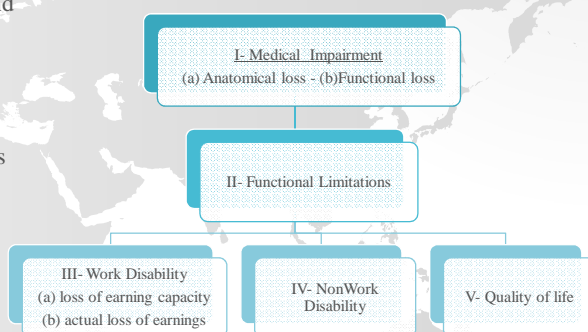 I- Medical Impairment
(a) Anatomical loss - (b)Functional loss
II- Functional Limitations
III- Work Disability
(a) loss of earning capacity
(b) actual loss of earnings
IV- NonWork
Disability
V- Quality of life